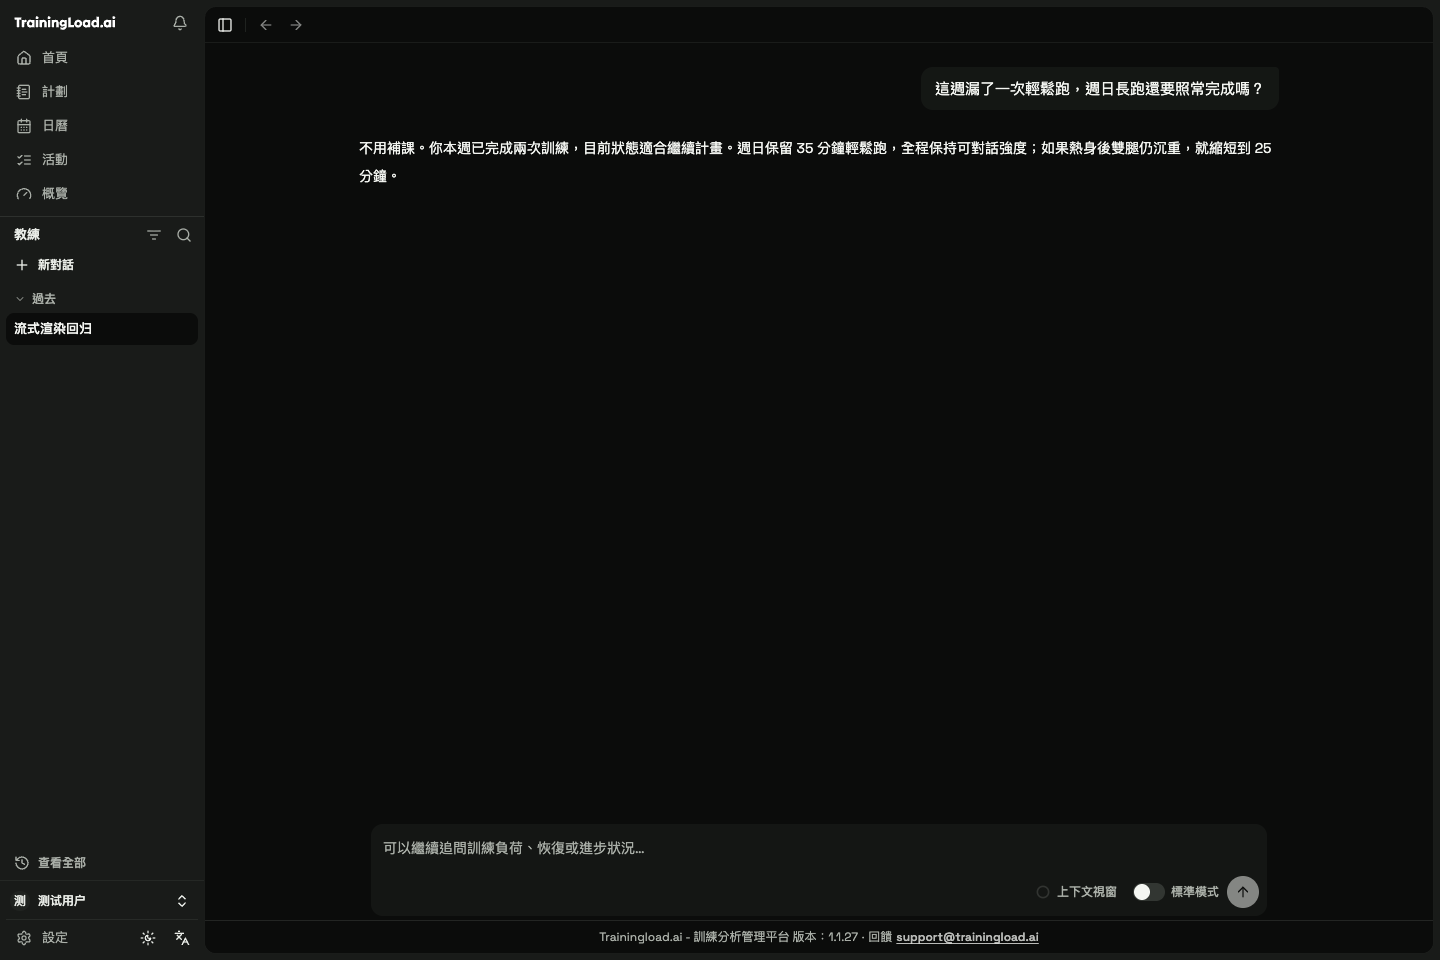 TrainingLoad.ai
首頁
計劃
日曆
活動
概覽
教練
新對話
過去
流式渲染回归
這週漏了一次輕鬆跑，週日長跑還要照常完成嗎？
不用補課。你本週已完成兩次訓練，目前狀態適合繼續計畫。週日保留 35 分鐘輕鬆跑，全程保持可對話強度；如果熱身後雙腿仍沉重，就縮短到 25
分鐘。
可以繼續追問訓練負荷、恢復或進步狀況...
上下文視窗
標準模式
查看全部
测 测试用户
設定
Trainingload.ai - 訓練分析管理平台 版本：1.1.27 · 回饋 support@trainingload.ai